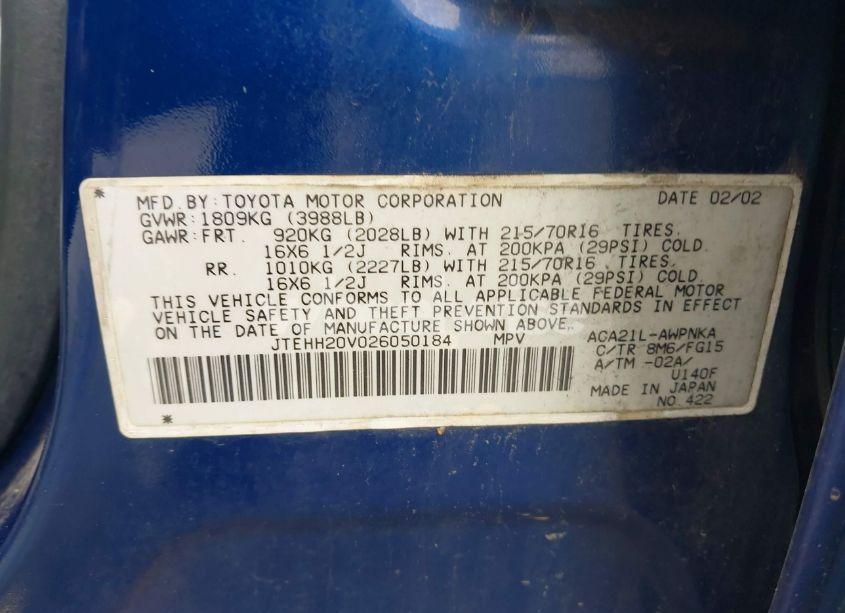 MFD. BY: TOYOTA MOTOR CORPORATION DATE 02/02
GVWR: 1809KG (3988LB)
GAWR: FRT. 920KG (2028LB) WITH 215/70R16 TIRES.
16X6 1/2J RIMS. AT 200KPA (29PSI) COLD.
RR. 1010KG (2227LB) WITH 215/70R16 TIRES.
16X6 1/2J RIMS. AT 200KPA (29PSI) COLD.
THIS VEHICLE CONFORMS TO ALL APPLICABLE FEDERAL MOTOR
VEHICLE SAFETY AND THEFT PREVENTION STANDARDS IN EFFECT
ON THE DATE OF MANUFACTURE SHOWN ABOVE.
JTEHH20V026050184 MPV ACA21L-AWPNKA
C/TR 8M6/FG15
A/TM -02A/
U140F
MADE IN JAPAN
NO.422